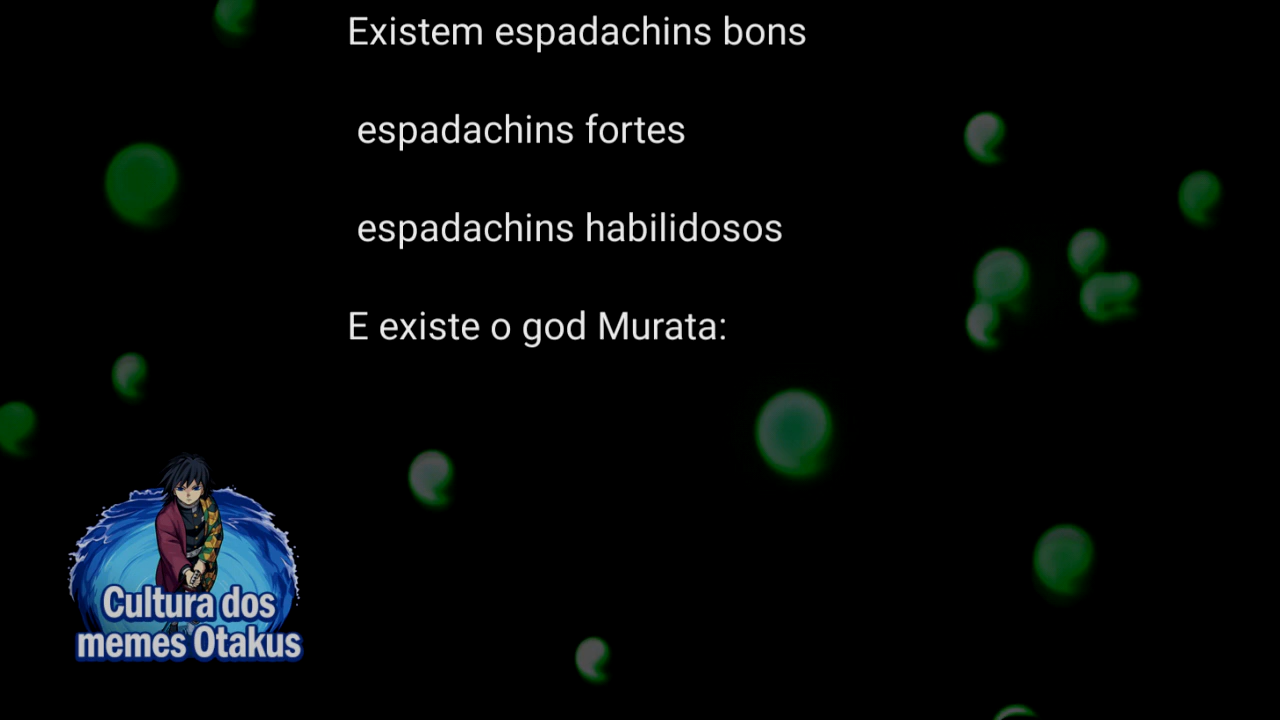 Existem espadachins bons
espadachins fortes
espadachins habilidosos
E existe o god Murata:
Cultura dos
memes Otakus